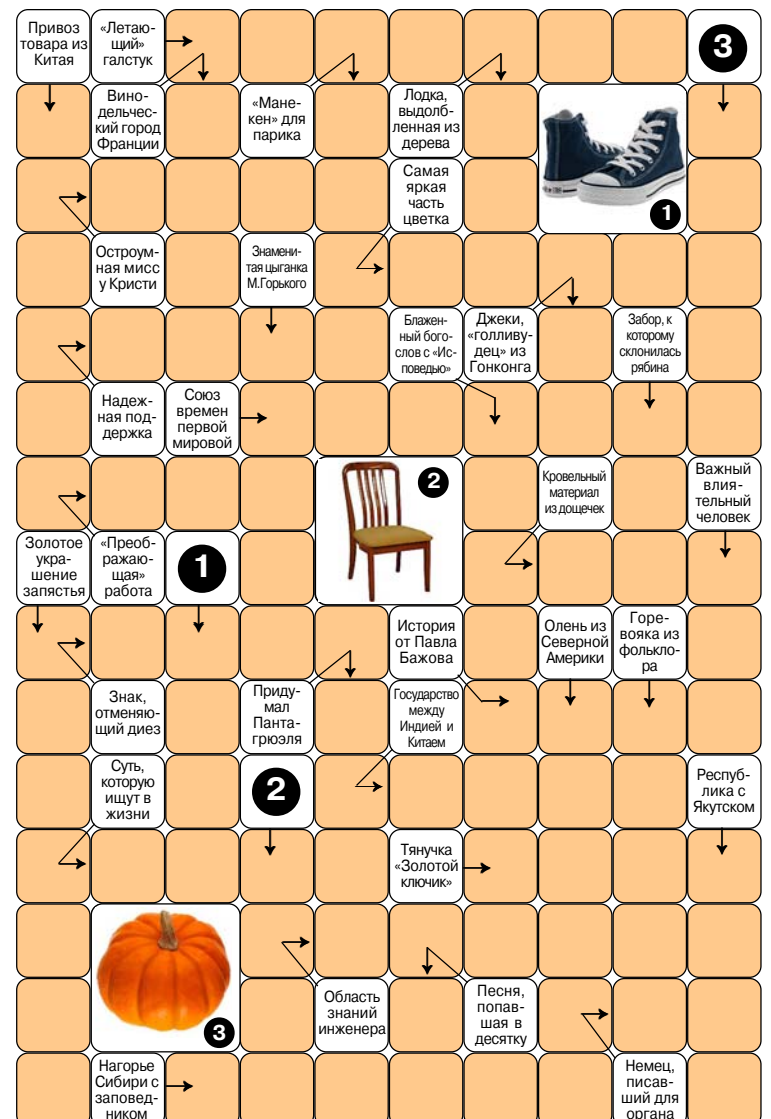 Привоз
товара из
Китая
«Летаю-
щий»
галстук
3
Вино-
дельчес-
кий город
Франции
«Мане-
кен» для
парика
Лодка,
выдолб-
ленная из
дерева
1
Самая
яркая
часть
цветка
Остроум-
ная мисс
у Кристи
Знамени-
тая цыганка
М.Горького
Блажен-
ный бого-
слов с «Ис-
поведью»
Джеки,
«голливу-
дец» из
Гонконга
Забор, к
которому
склонилась
рябина
Надеж-
ная под-
держка
Союз
времен
первой
мировой
2
Кровельный
материал
из дощечек
Важный
влия-
тельный
человек
Золотое
укра-
шение
запястья
«Преоб-
ражаю-
щая»
работа
1
История
от Павла
Бажова
Олень из
Северной
Америки
Горе-
вояка из
фолькло-
ра
Знак,
отменяю-
щий диез
Приду-
мал
Панта-
грюэля
Государство
между
Индией и
Китаем
Суть,
которую
ищут в
жизни
2
Респуб-
лика с
Якутском
Тянучка
«Золотой
ключик»
3
Область
знаний
инженера
Песня,
попав-
шая в
десятку
Нагорье
Сибири с
заповед-
ником
Немец,
писав-
ший для
органа